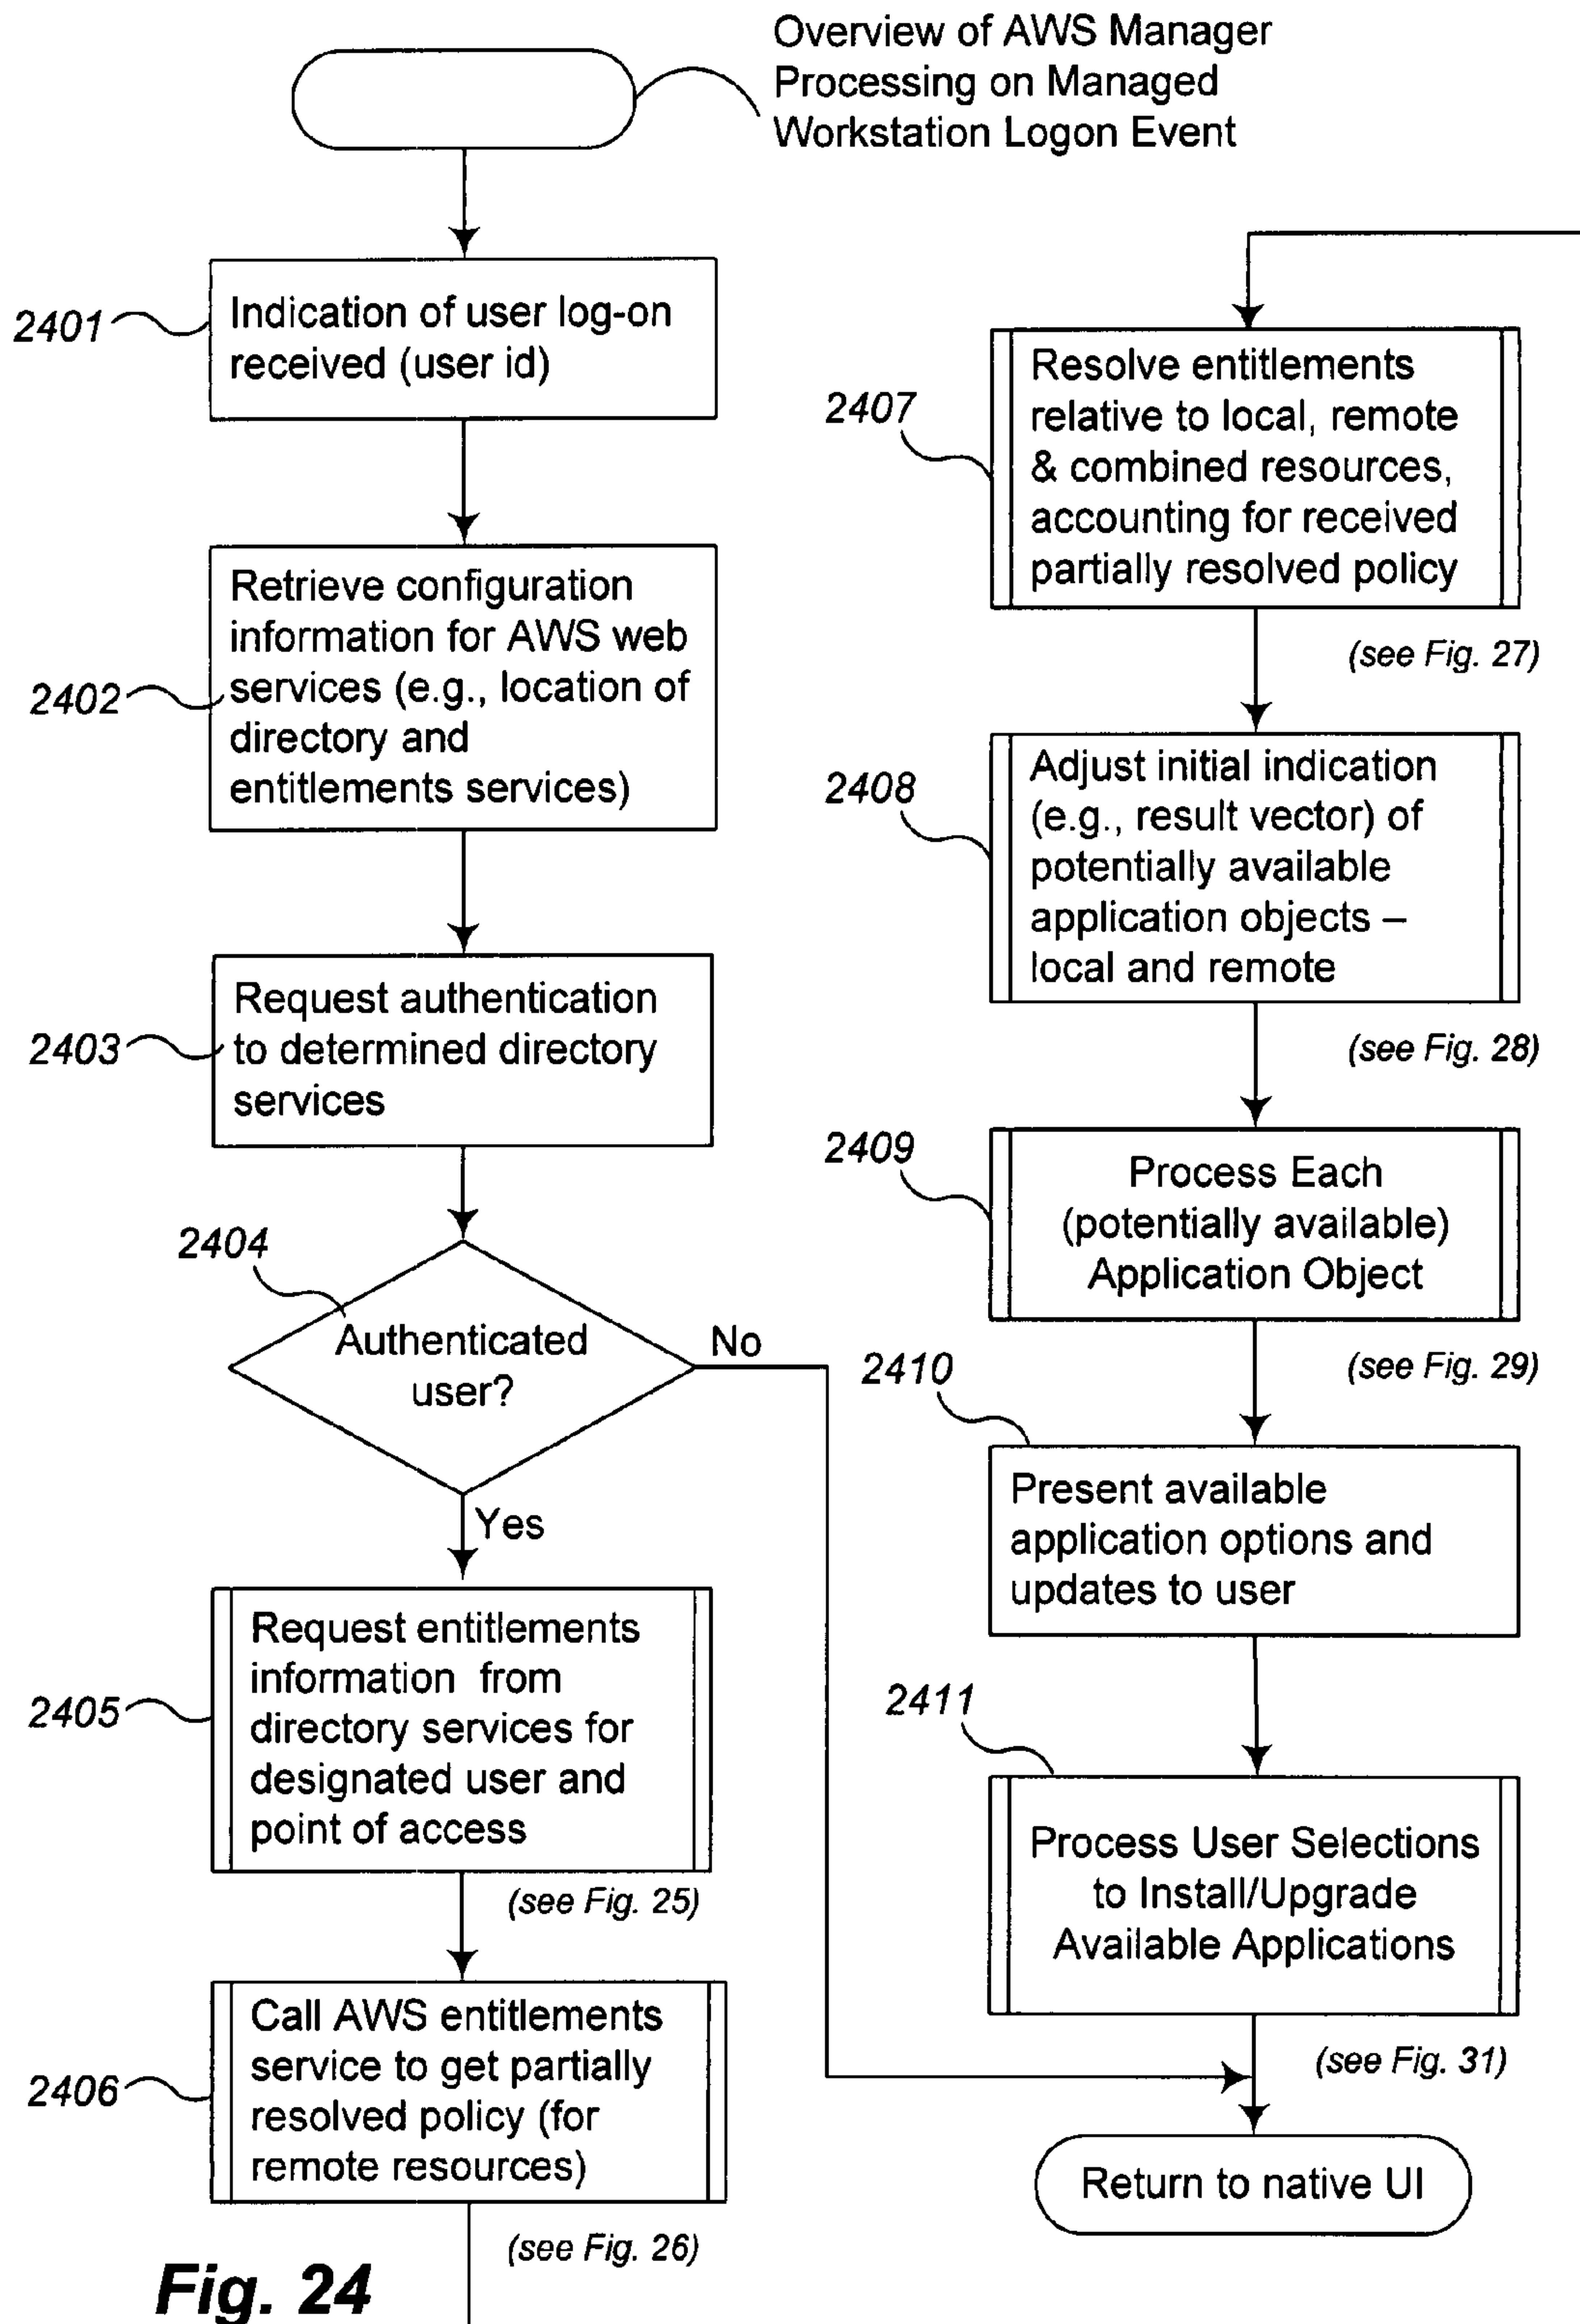 Overview of AWS Manager
Processing on Managed
Workstation Logon Event
2401
Indication of user log-on
received (user id)
2402
Retrieve configuration
information for AWS web
services (e.g., location of
directory and
entitlements services)
2403
Request authentication
to determined directory
services
2404
Authenticated
user?
No
Yes
2405
Request entitlements
information from
directory services for
designated user and
point of access
(see Fig. 25)
2406
Call AWS entitlements
service to get partially
resolved policy (for
remote resources)
(see Fig. 26)
2407
Resolve entitlements
relative to local, remote
& combined resources,
accounting for received
partially resolved policy
(see Fig. 27)
2408
Adjust initial indication
(e.g., result vector) of
potentially available
application objects –
local and remote
(see Fig. 28)
2409
Process Each
(potentially available)
Application Object
(see Fig. 29)
2410
Present available
application options and
updates to user
2411
Process User Selections
to Install/Upgrade
Available Applications
(see Fig. 31)
Return to native UI
Fig. 24